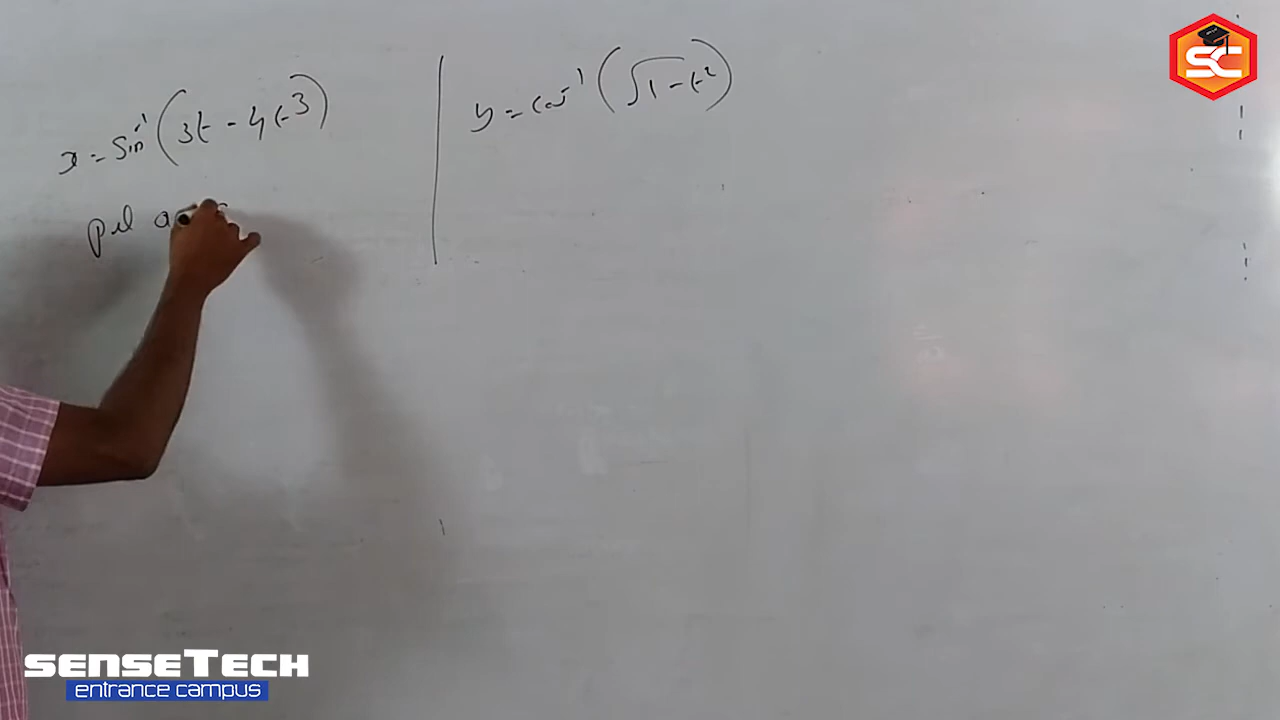 x = sin⁻¹(3t - 4t³)
y = cos⁻¹(√1-t²)
put
SC
SENSETECH
entrance campus